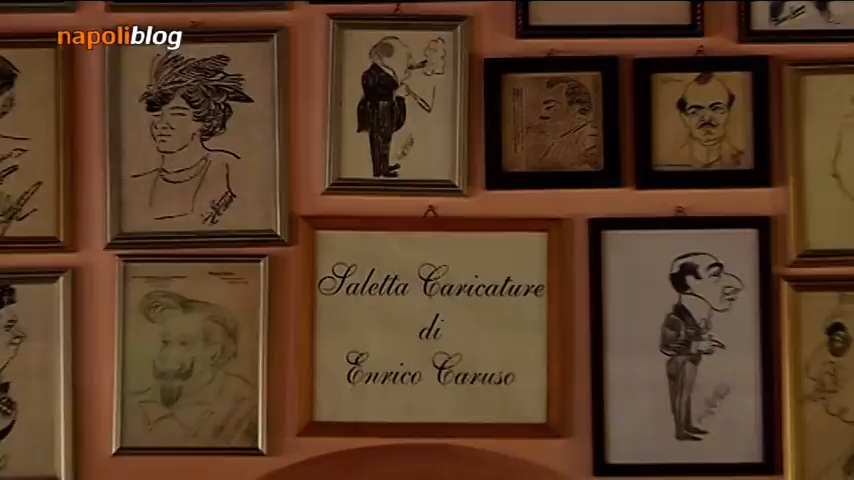 napoliblog
Saletta Caricature
di
Enrico Caruso